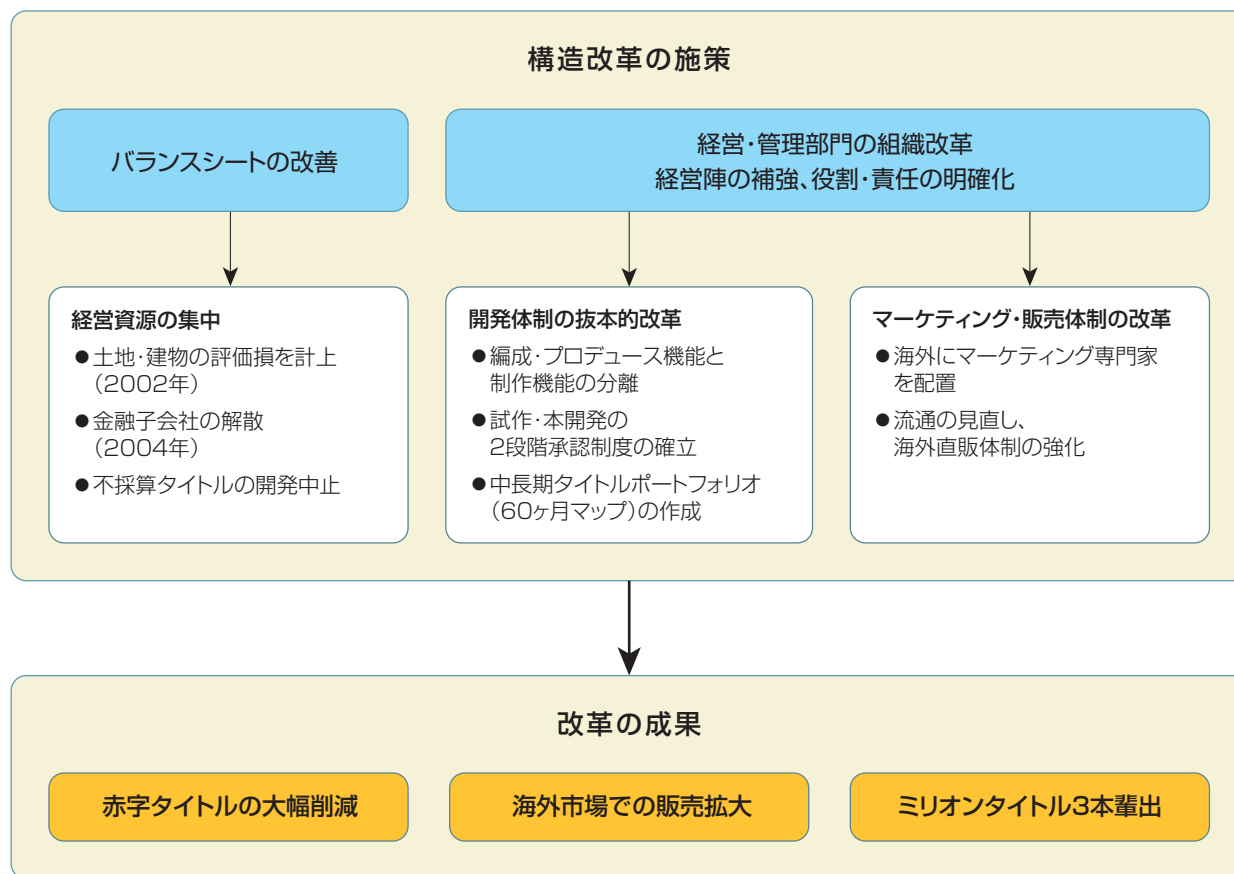 構造改革の施策
バランスシートの改善
経営・管理部門の組織改革
経営陣の補強、役割・責任の明確化
経営資源の集中
●土地・建物の評価損を計上
（2002年）
●金融子会社の解散
（2004年）
●不採算タイトルの開発中止
開発体制の抜本的改革
●編成・プロデュース機能と
制作機能の分離
●試作・本開発の
2段階承認制度の確立
●中長期タイトルポートフォリオ
（60ヶ月マップ）の作成
マーケティング・販売体制の改革
●海外にマーケティング専門家
を配置
●流通の見直し、
海外直販体制の強化
改革の成果
赤字タイトルの大幅削減
海外市場での販売拡大
ミリオンタイトル3本輩出